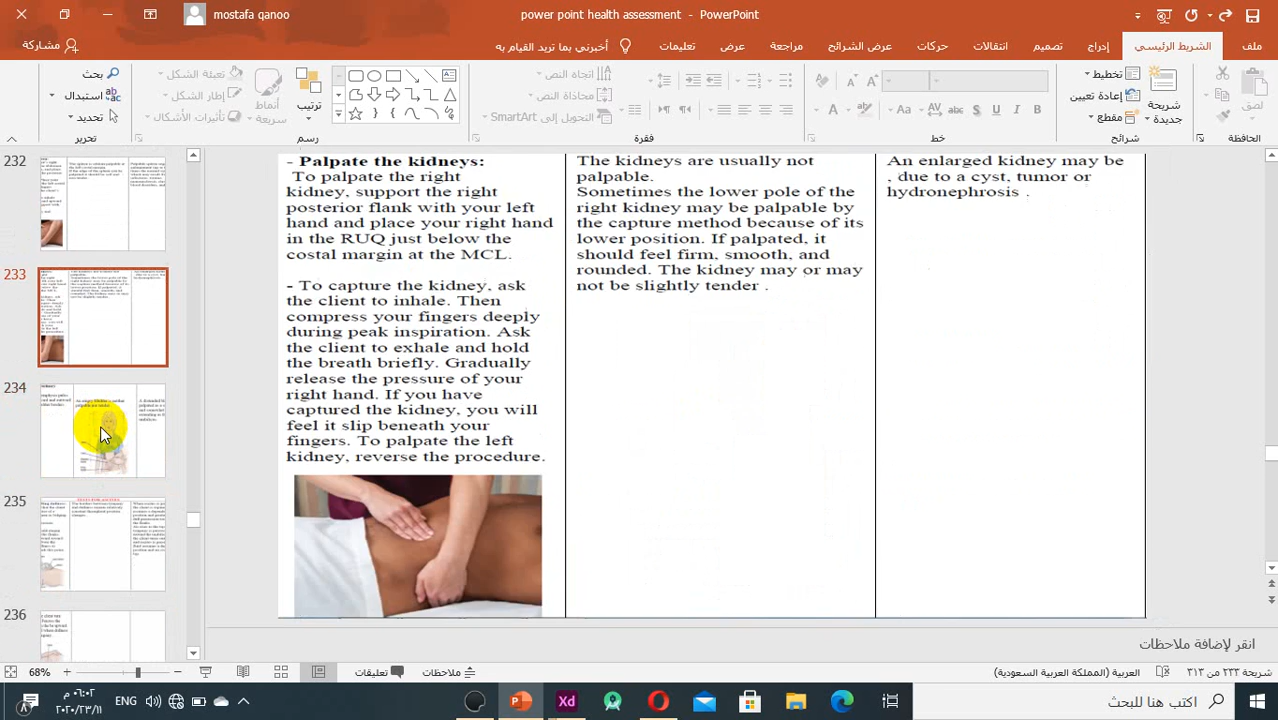 mostafa qanoo
power point health assessment - PowerPoint
ملف
الشريط الرئيسي
إدراج
تصميم
انتقالات
حركات
عرض الشرائح
مراجعة
عرض
تعليمات
أخبرني بما تريد القيام به
مشاركة
لصق
الحافظة
شريحة
جديدة
تخطيط
إعادة تعيين
مقطع
شرائح
B I U S abc AV Aa A
خط
اتجاه النص
محاذاة النص
التحويل إلى SmartArt
فقرة
ترتيب
أنماط
سريعة
تعبئة الشكل
إطار الشكل
تأثيرات الأشكال
رسم
بحث
استبدال
تحديد
تحرير
232
233
234
235
236
- Palpate the kidneys:
To palpate the right
kidney, support the right
posterior flank with your left
hand and place your right hand
in the RUQ just below the
costal margin at the MCL.
- To capture the kidney, ask
the client to inhale. Then
compress your fingers deeply
during peak inspiration. Ask
the client to exhale and hold
the breath briefly. Gradually
release the pressure of your
right hand. If you have
captured the kidney, you will
feel it slip beneath your
fingers. To palpate the left
kidney, reverse the procedure.
The kidneys are usually not
palpable.
Sometimes the lower pole of the
right kidney may be palpable by
the capture method because of its
lower position. If palpated, it
should feel firm, smooth, and
rounded. The kidney may or may
not be slightly tender .
An enlarged kidney may be
, due to a cyst, tumor or
hydronephrosis .
انقر لإضافة ملاحظات
شريحة ٢٣٣ من ٣١٣
العربية (المملكة العربية السعودية)
ملاحظات
تعليقات
68%
اكتب هنا للبحث
ENG
٠٦:٠٢ م
٢٠٢٠/٢٣/١١